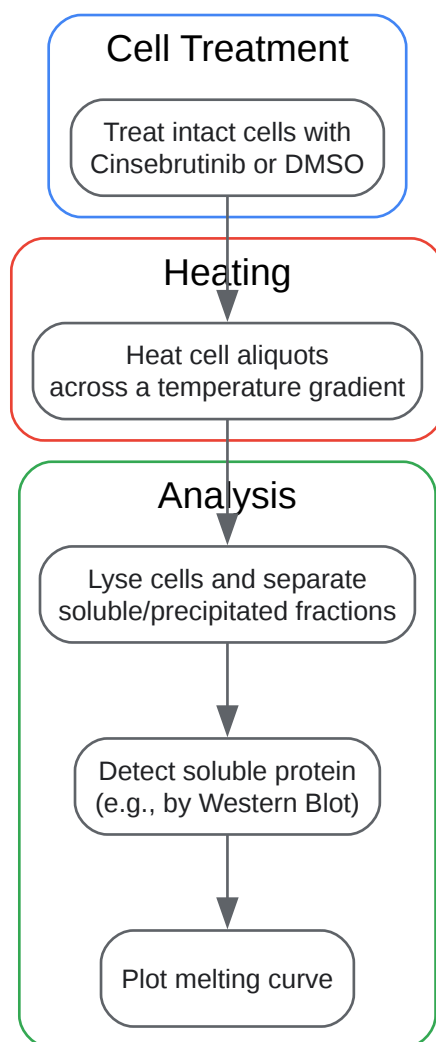 Cell Treatment
Treat intact cells with
Cinsebrutinib or DMSO
Heating
Heat cell aliquots
across a temperature gradient
Analysis
Lyse cells and separate
soluble/precipitated fractions
Detect soluble protein
(e.g., by Western Blot)
Plot melting curve